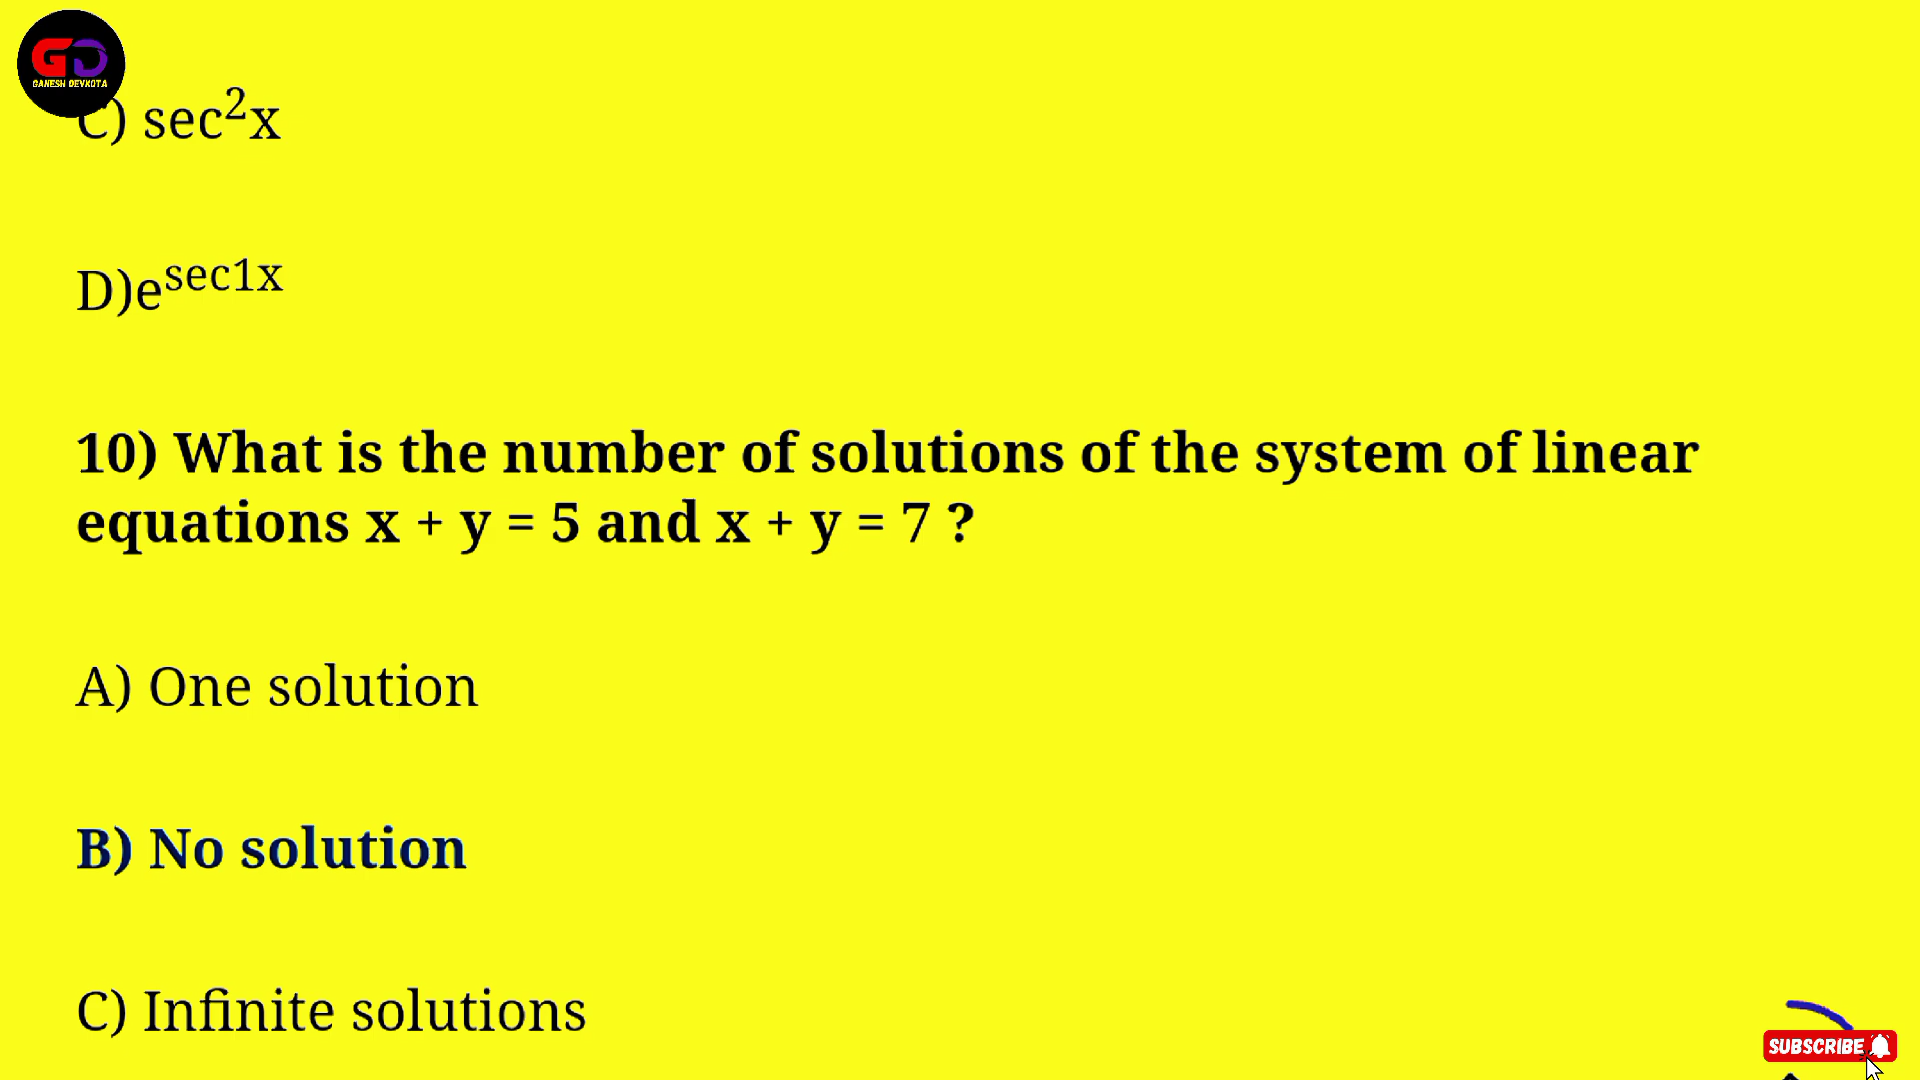 GD
GANESH DEVKOTA
C) sec²x
D)e^sec1x
10) What is the number of solutions of the system of linear
equations x + y = 5 and x + y = 7 ?
A) One solution
B) No solution
C) Infinite solutions
SUBSCRIBE